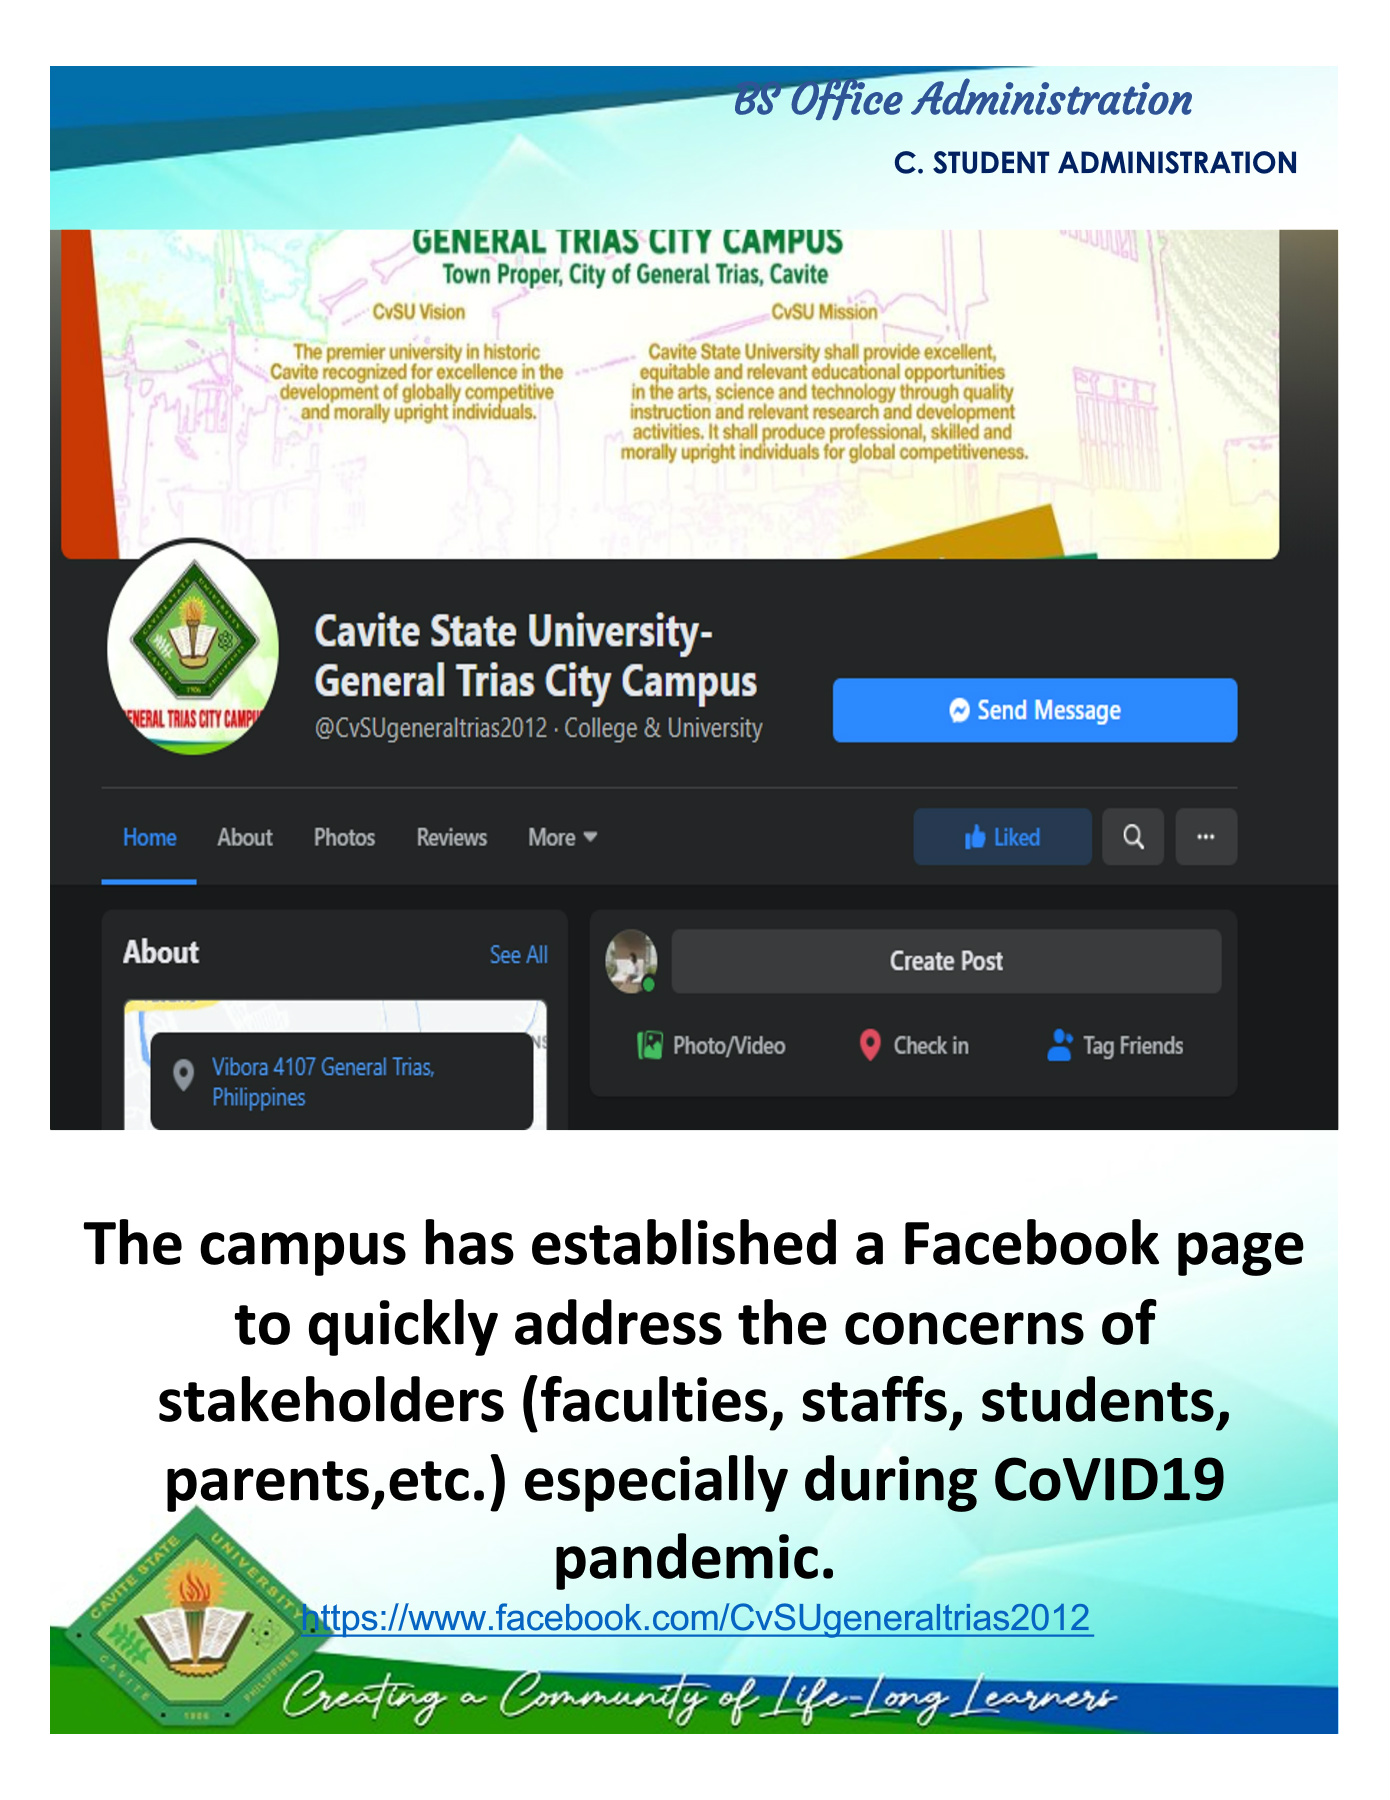 BS Office Administration
C. STUDENT ADMINISTRATION
GENERAL TRIAS CITY CAMPUS
Town Proper, City of General Trias, Cavite
CvSU Vision
The premier university in historic
Cavite recognized for excellence in the
development of globally competitive
and morally upright individuals.
CvSU Mission
Cavite State University shall provide excellent,
equitable and relevant educational opportunities
in the arts, science and technology through quality
instruction and relevant research and development
activities. It shall produce professional, skilled and
morally upright individuals for global competitiveness.
CAVITE STATE UNIVERSITY
CAVITE 1906 PHILIPPINES
GENERAL TRIAS CITY CAMPU
Cavite State University-
General Trias City Campus
@CvSUgeneraltrias2012 · College & University
Send Message
Home About Photos Reviews More
Liked
About See All
Create Post
Vibora 4107 General Trias,
Philippines
Photo/Video Check in Tag Friends
The campus has established a Facebook page
to quickly address the concerns of
stakeholders (faculties, staffs, students,
parents,etc.) especially during CoVID19
pandemic.
https://www.facebook.com/CvSUgeneraltrias2012
CAVITE STATE UNIVERSITY
CAVITE 1906 PHILIPPINES
Creating a Community of Life-Long Learners